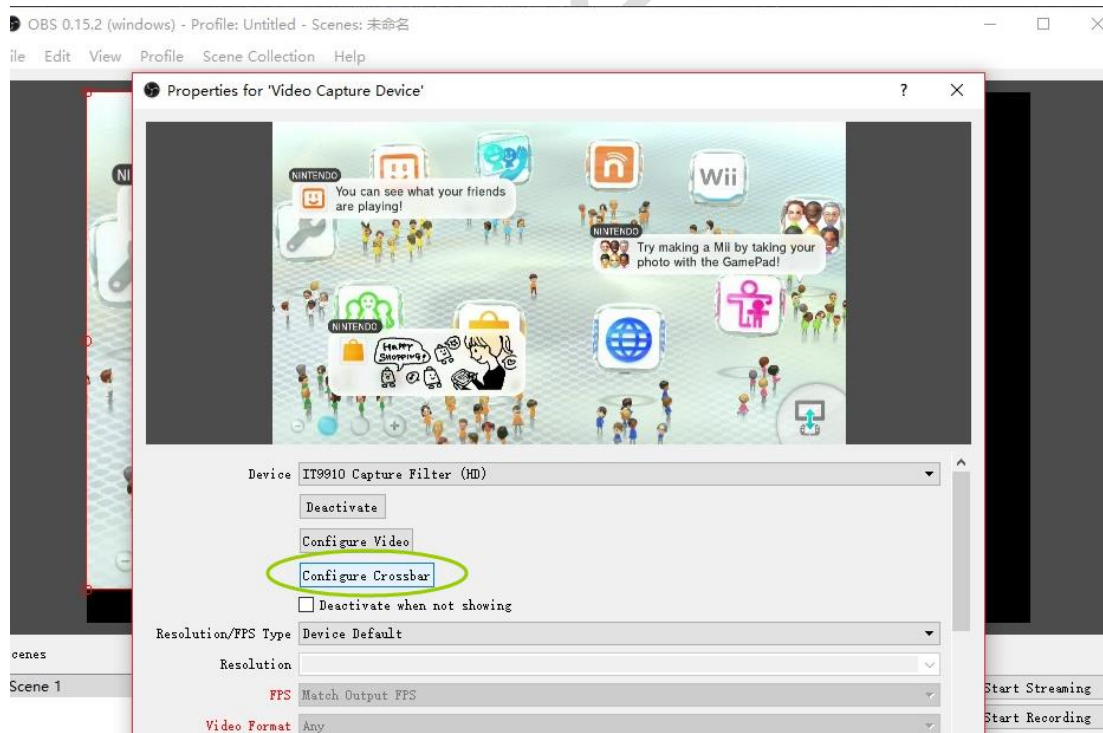 OBS 0.15.2 (windows) - Profile: Untitled - Scenes: 未命名
ile Edit View Profile Scene Collection Help
Properties for 'Video Capture Device'
?
NI
NINTENDO
You can see what your friends
are playing!
Wii
NINTENDO
Try making a Mii by taking your
photo with the GamePad!
NINTENDO
HAPPY
SHOPPING!
Device IT9910 Capture Filter (HD)
Deactivate
Configure Video
Configure Crossbar
Deactivate when not showing
Resolution/FPS Type Device Default
Resolution
FPS Match Output FPS
Video Format Any
cenes
Scene 1
Start Streaming
Start Recording